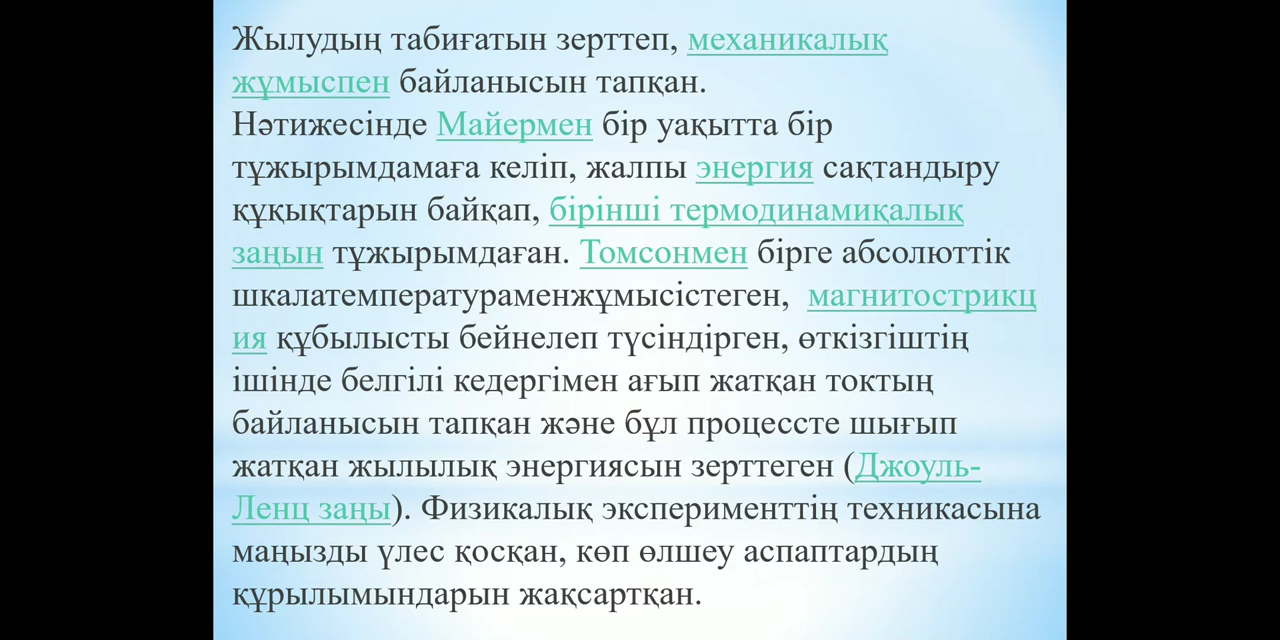 Жылудың табиғатын зерттеп, механикалық
жұмыспен байланысын тапқан.
Нәтижесінде Майермен бір уақытта бір
тұжырымдамаға келіп, жалпы энергия сақтандыру
құқықтарын байқап, бірінші термодинамиқалық
заңын тұжырымдаған. Томсонмен бірге абсолюттік
шкалатемператураменжұмысістеген,  магнитострикц
ия құбылысты бейнелеп түсіндірген, өткізгіштің
ішінде белгілі кедергімен ағып жатқан токтың
байланысын тапқан және бұл процессте шығып
жатқан жылылық энергиясын зерттеген (Джоуль-
Ленц заңы). Физикалық эксперименттің техникасына
маңызды үлес қосқан, көп өлшеу аспаптардың
құрылымындарын жақсартқан.